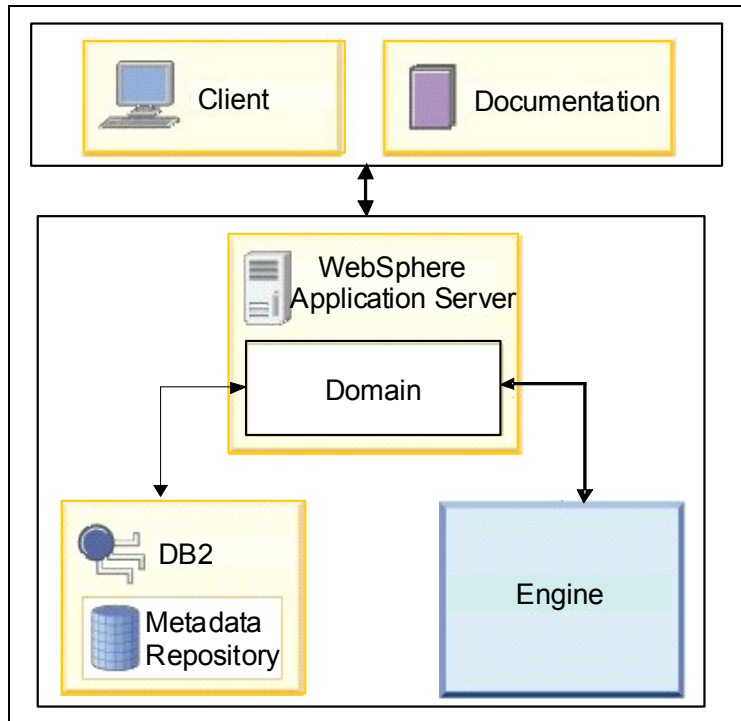 Client
Documentation
WebSphere
Application Server
Domain
DB2
Metadata
Repository
Engine